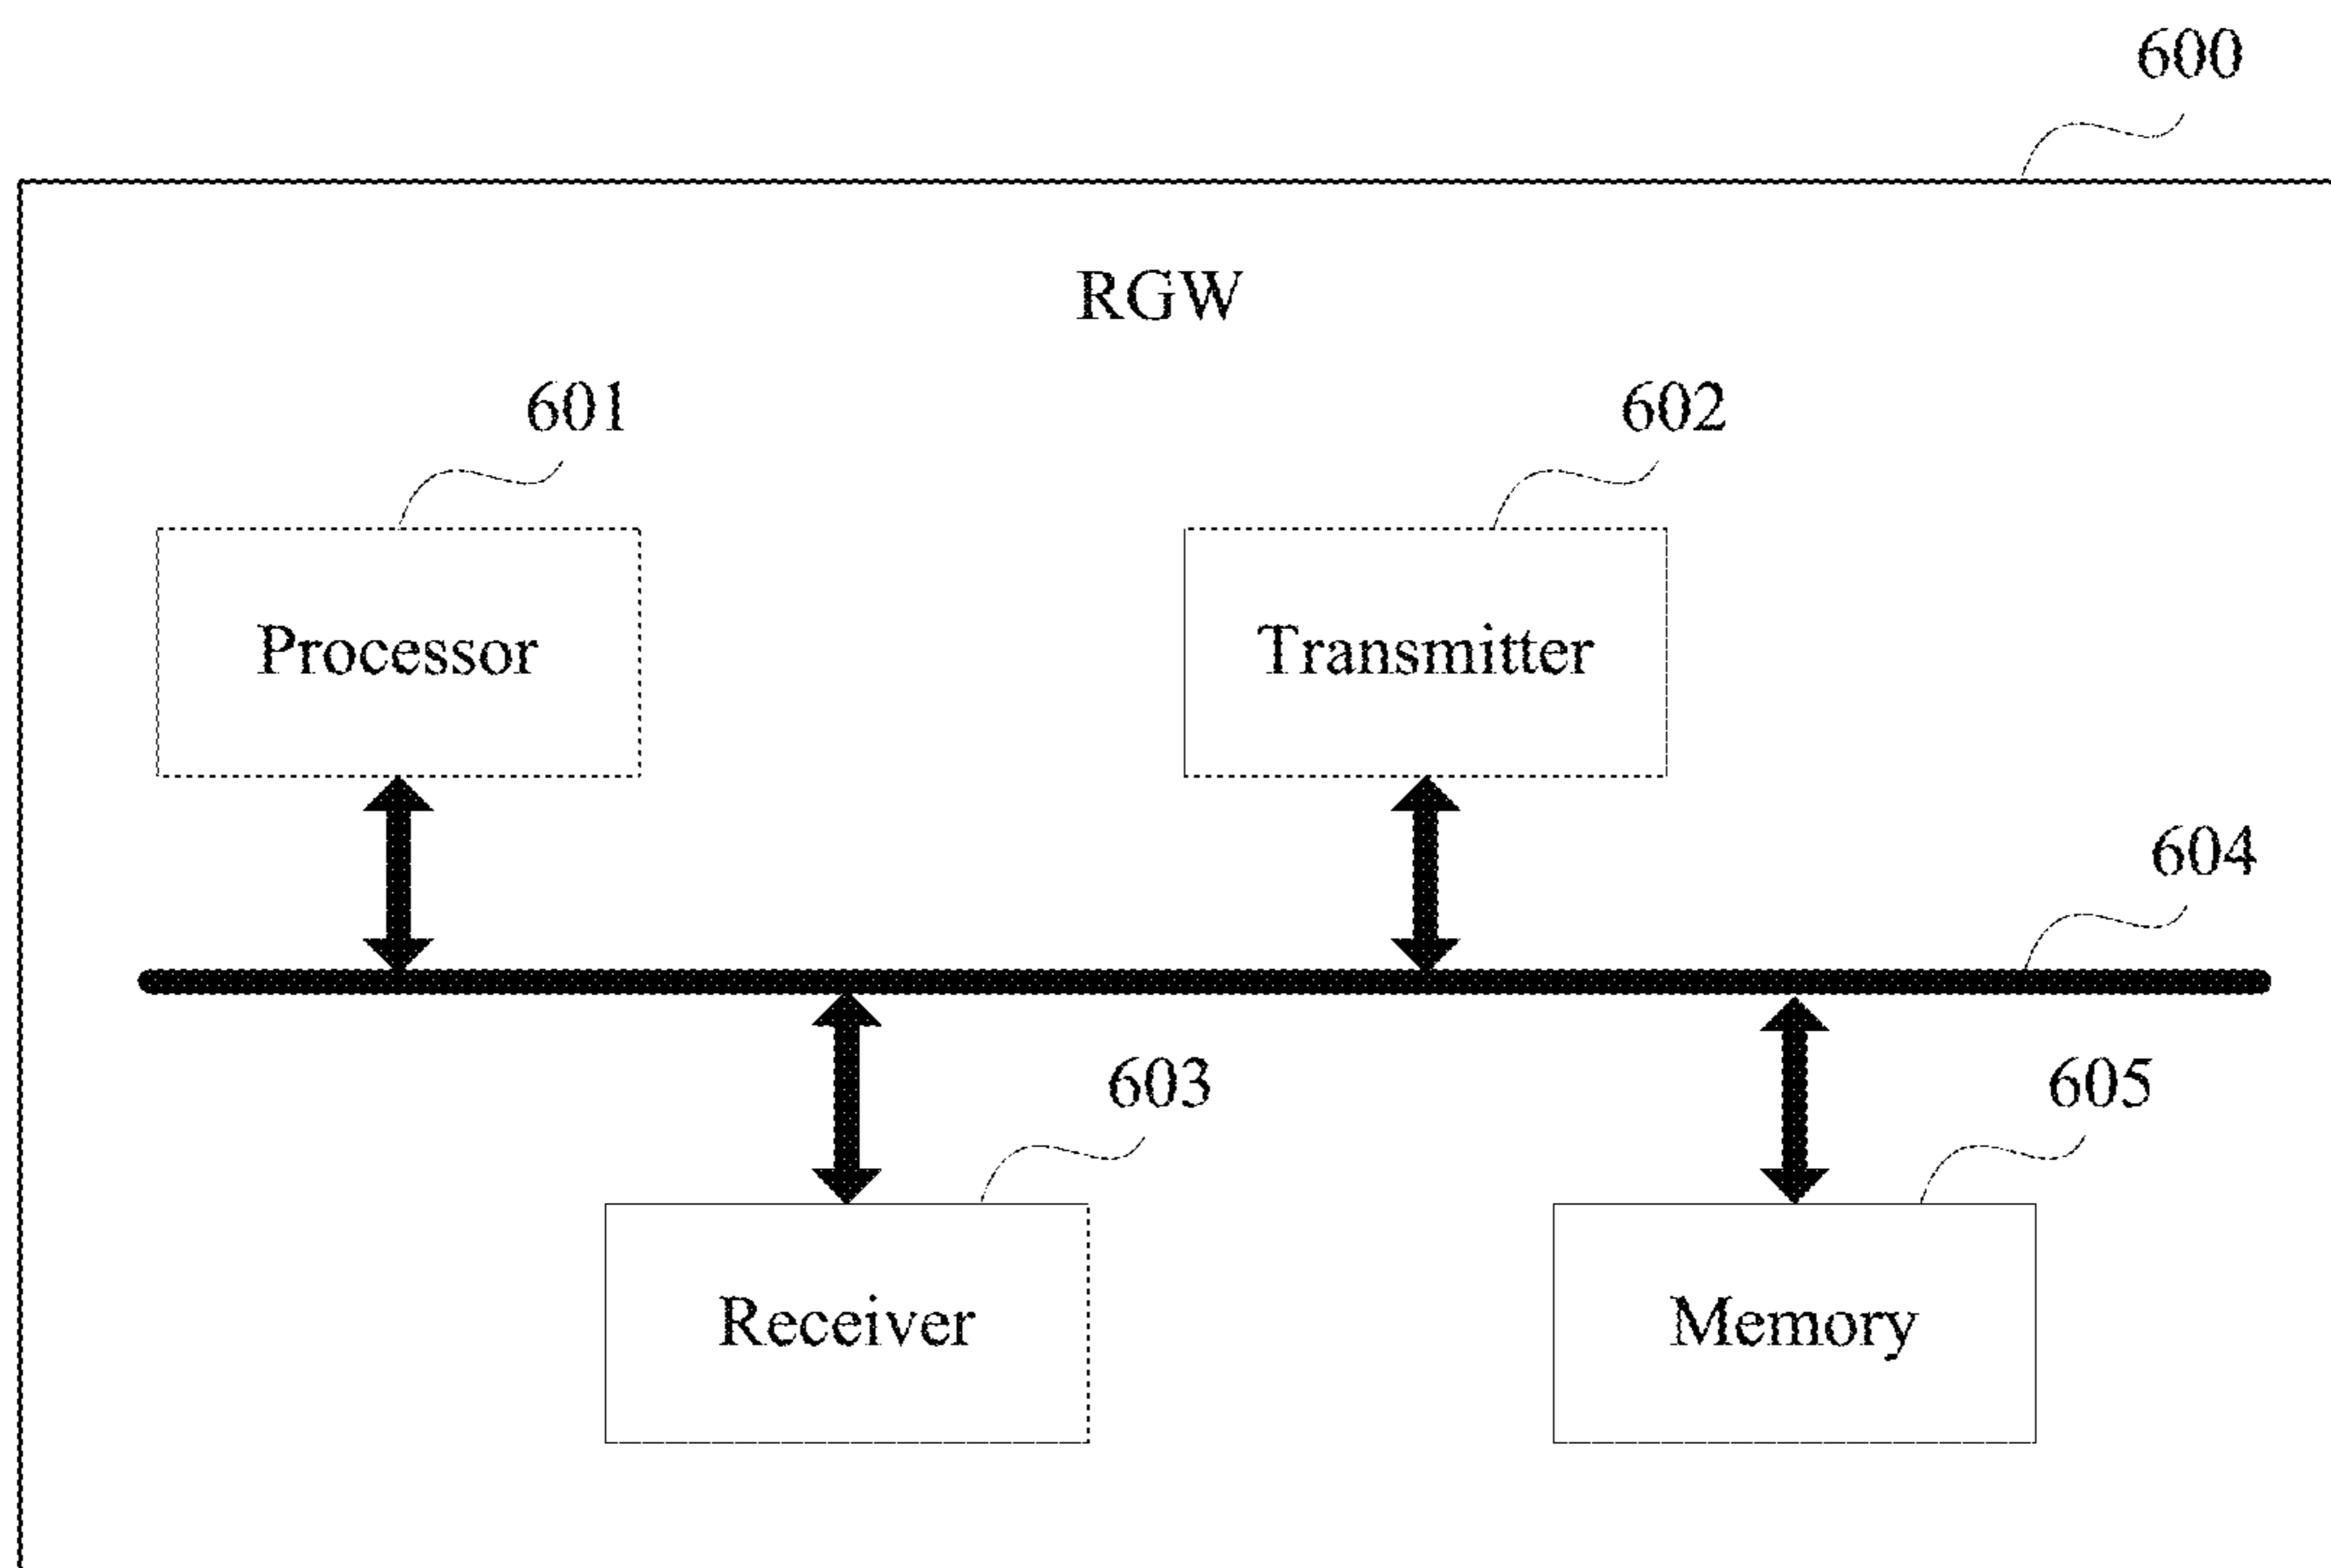 600
RGW
601
602
Processor
Transmitter
604
603
605
Receiver
Memory